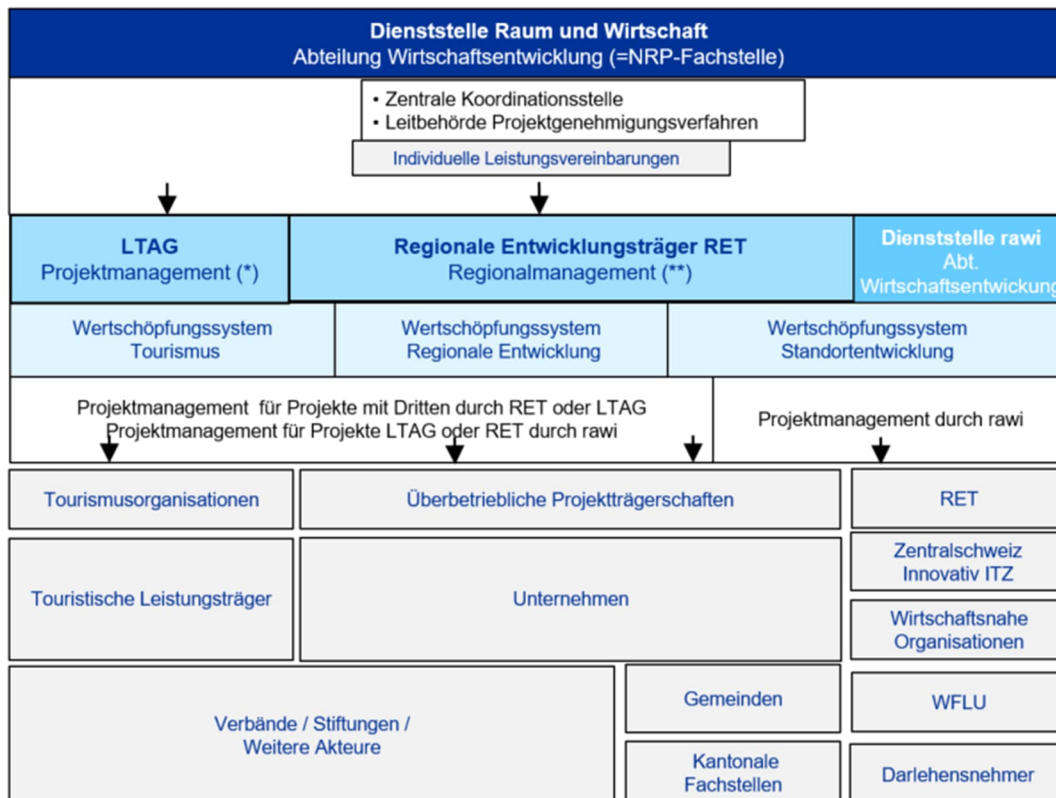 Dienststelle Raum und Wirtschaft
Abteilung Wirtschaftsentwicklung (=NRP-Fachstelle)
• Zentrale Koordinationsstelle
• Leitbehörde Projektgenehmigungsverfahren
Individuelle Leistungsvereinbarungen
LTAG
Projektmanagement (*)
Regionale Entwicklungsträger RET
Regionalmanagement (**)
Dienststelle rawi
Abt.
Wirtschaftsentwickung
Wertschöpfungssystem
Tourismus
Wertschöpfungssystem
Regionale Entwicklung
Wertschöpfungssystem
Standortentwicklung
Projektmanagement für Projekte mit Dritten durch RET oder LTAG
Projektmanagement für Projekte LTAG oder RET durch rawi
Projektmanagement durch rawi
Tourismusorganisationen
Überbetriebliche Projektträgerschaften
RET
Touristische Leistungsträger
Unternehmen
Zentralschweiz
Innovativ ITZ
Wirtschaftsnahe
Organisationen
Verbände / Stiftungen /
Weitere Akteure
Gemeinden
WFLU
Kantonale
Fachstellen
Darlehensnehmer